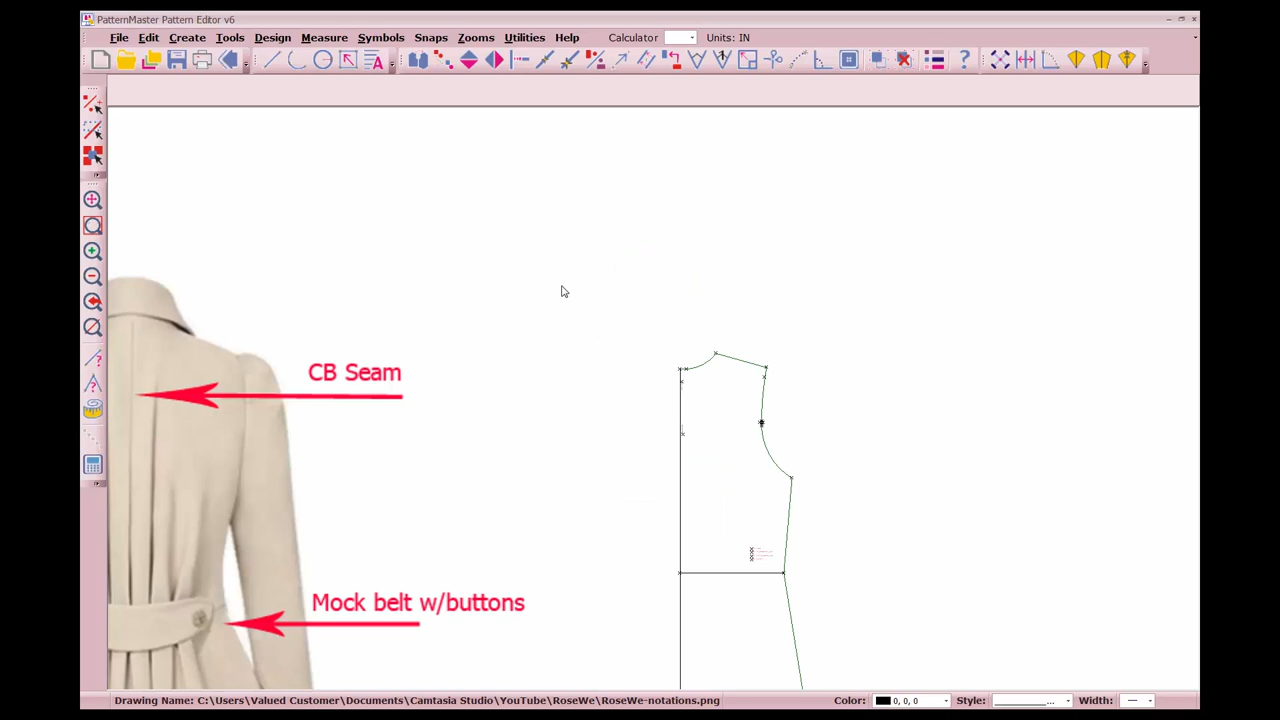 PatternMaster Pattern Editor v6
File Edit Create Tools Design Measure Symbols Snaps Zooms Utilities Help Calculator Units: IN
CB Seam
Mock belt w/buttons
Drawing Name: C:\Users\Valued Customer\Documents\Camtasia Studio\YouTube\RoseWe\RoseWe-notations.png Color: 0, 0, 0 Style: ... Width: